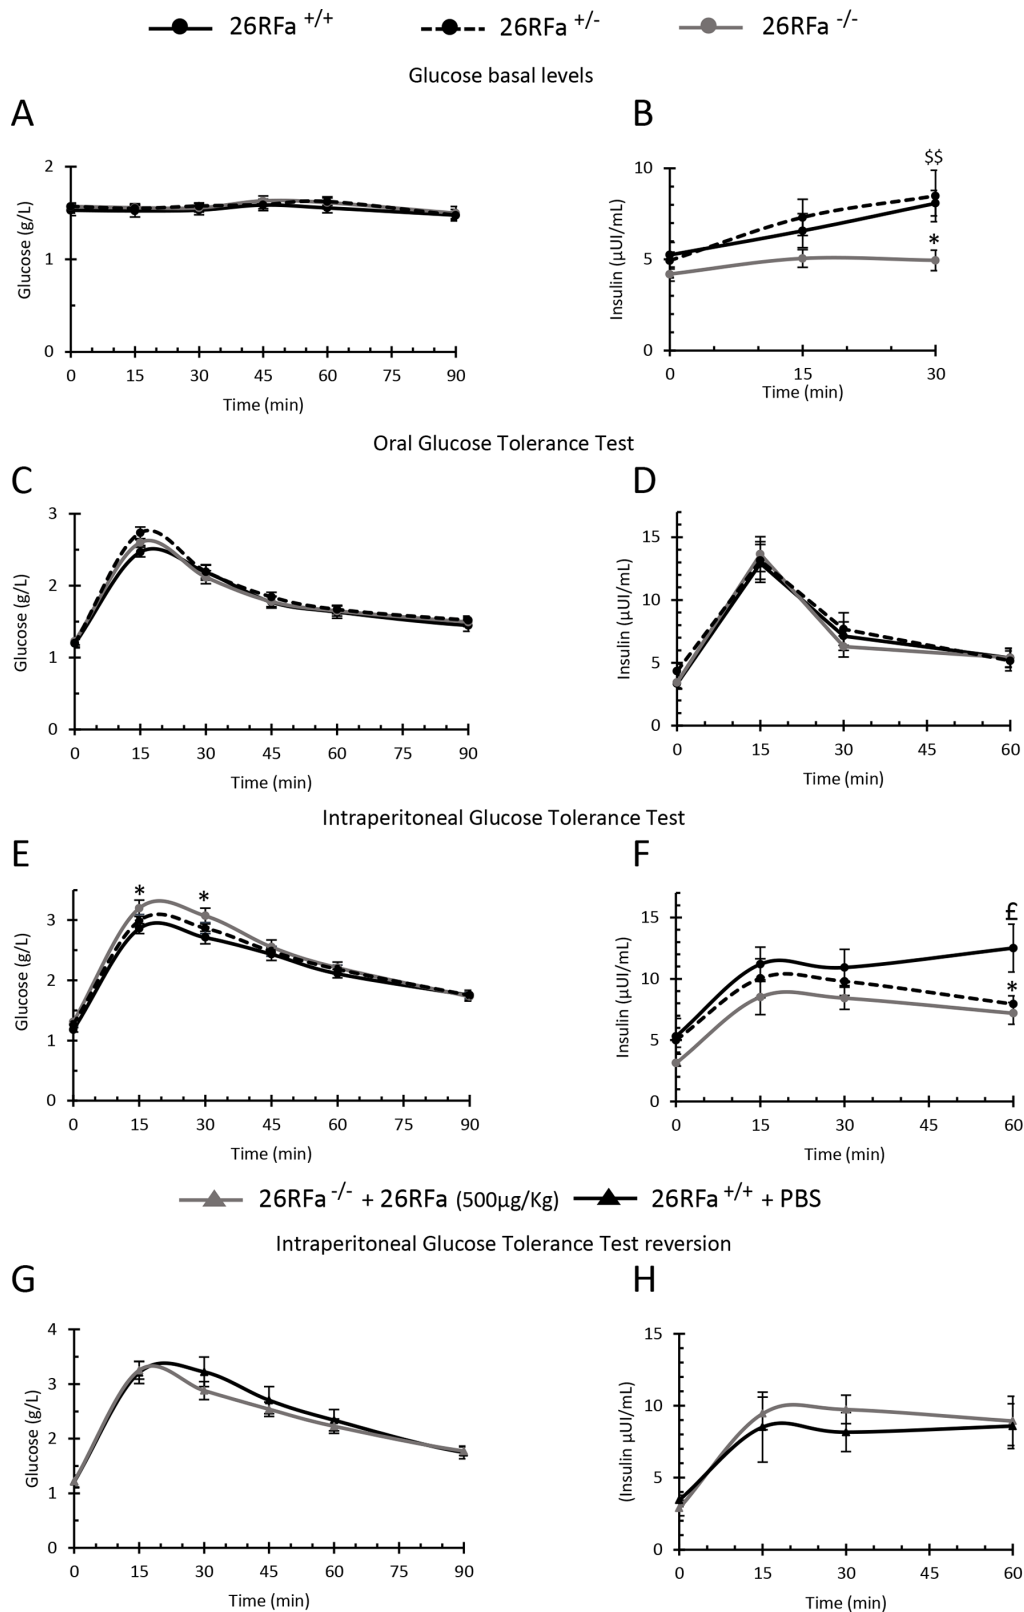 26RFa +/+ 26RFa +/- 26RFa -/-
Glucose basal levels
A B
Glucose (g/L)
2
1
0
0 15 30 45 60 75 90
Time (min)
Insulin (µUI/mL)
10
5
0
$$
*
0 15 30
Time (min)
Oral Glucose Tolerance Test
C D
Glucose (g/L)
3
2
1
0
0 15 30 45 60 75 90
Time (min)
Insulin (µUI/mL)
15
10
5
0
0 15 30 45 60
Time (min)
Intraperitoneal Glucose Tolerance Test
E F
Glucose (g/L)
3
2
1
0
* *
0 15 30 45 60 75 90
Time (min)
Insulin (µUI/mL)
15
10
5
0
£
*
0 15 30 45 60
Time (min)
26RFa -/- + 26RFa (500µg/Kg) 26RFa +/+ + PBS
Intraperitoneal Glucose Tolerance Test reversion
G H
Glucose (g/L)
4
3
2
1
0
0 15 30 45 60 75 90
Time (min)
(Insulin µUI/mL)
15
10
5
0
0 15 30 45 60
Time (min)